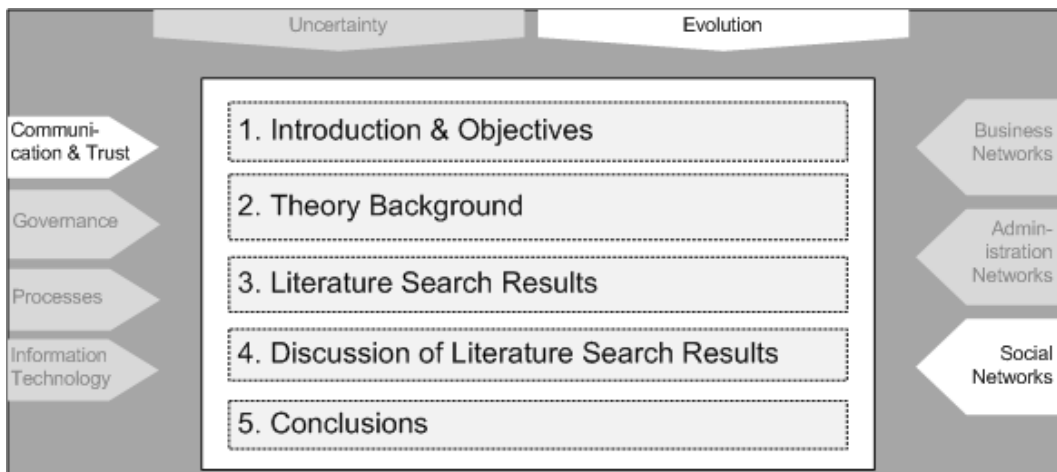 Uncertainty
Evolution
Communi-
cation & Trust
Governance
Processes
Information
Technology
1. Introduction & Objectives
2. Theory Background
3. Literature Search Results
4. Discussion of Literature Search Results
5. Conclusions
Business
Networks
Admin-
istration
Networks
Social
Networks